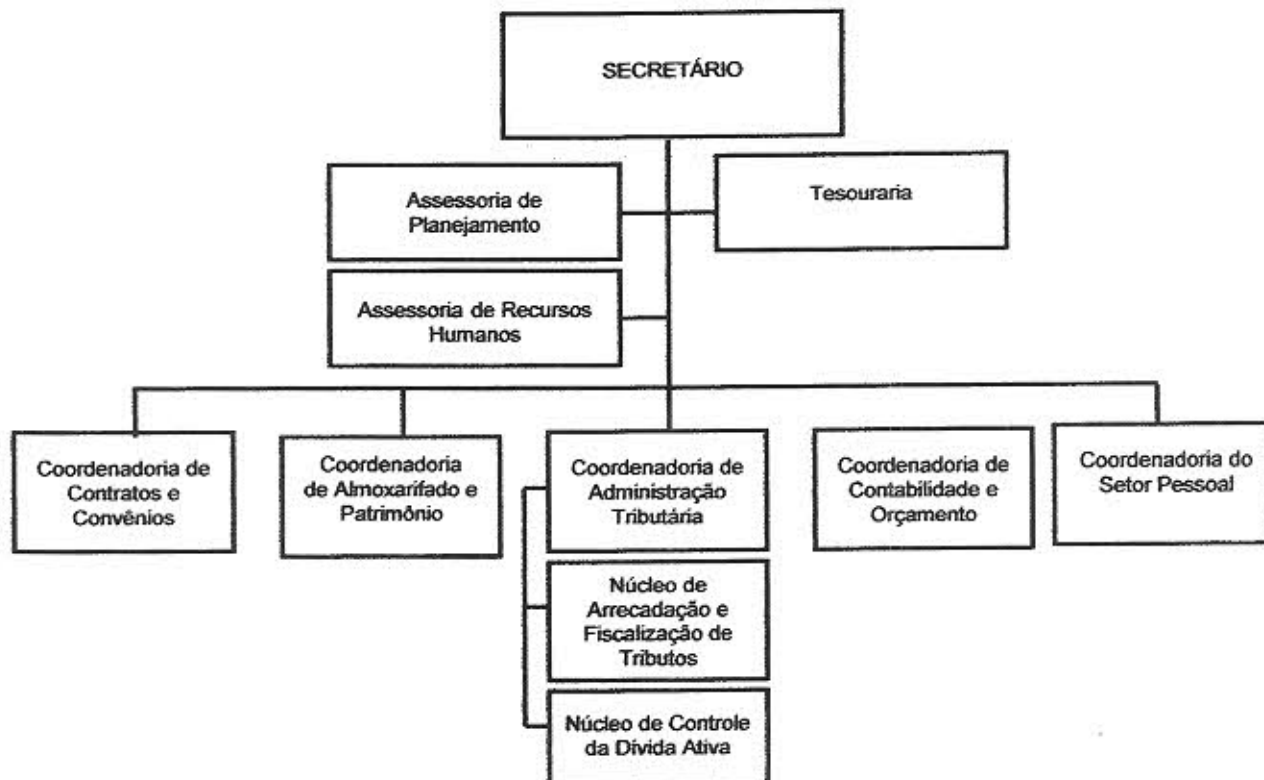 SECRETÁRIO
Assessoria de
Planejamento
Tesouraria
Assessoria de Recursos
Humanos
Coordenadoria de
Contratos e
Convênios
Coordenadoria
de Almoxarifado e
Patrimônio
Coordenadoria de
Administração
Tributária
Coordenadoria de
Contabilidade e
Orçamento
Coordenadoria do
Setor Pessoal
Núcleo de
Arrecadação e
Fiscalização de
Tributos
Núcleo de Controle
da Dívida Ativa